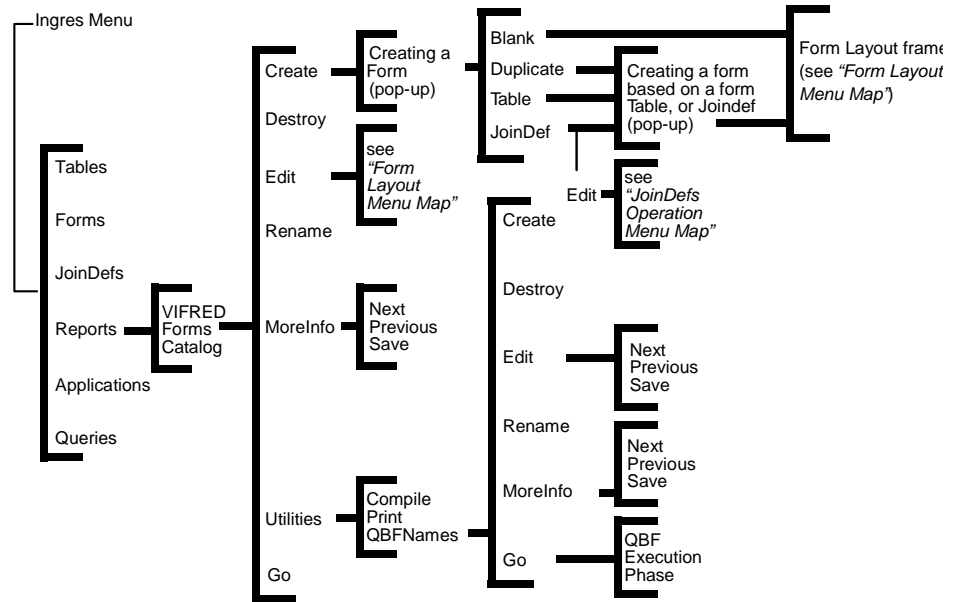 Ingres Menu
Tables
Forms
JoinDefs
Reports
Applications
Queries
VIFRED
Forms
Catalog
Create
Destroy
Edit
Rename
MoreInfo
Utilities
Go
Creating a
Form
(pop-up)
see
“Form
Layout
Menu Map”
Next
Previous
Save
Compile
Print
QBFNames
Blank
Duplicate
Table
JoinDef
Edit
Creating a form
based on a form
Table, or Joindef
(pop-up)
see
“JoinDefs
Operation
Menu Map”
Form Layout frame
(see “Form Layout
Menu Map”)
Create
Destroy
Edit
Rename
MoreInfo
Go
Next
Previous
Save
Next
Previous
Save
QBF
Execution
Phase